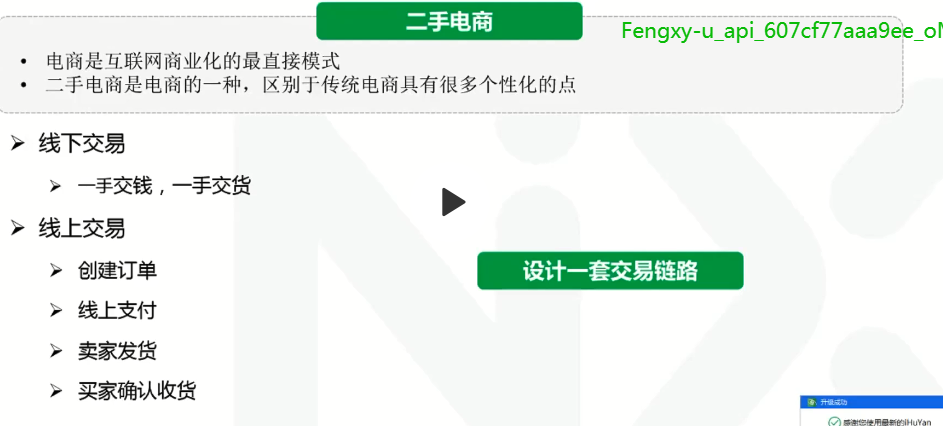 二手电商
Fengxy-u_api_607cf77aaa9ee_oN
电商是互联网商业化的最直接模式
二手电商是电商的一种，区别于传统电商具有很多个性化的点
线下交易
一手交钱，一手交货
线上交易
创建订单
设计一套交易链路
线上支付
卖家发货
买家确认收货
升级成功
感谢您使用最新的iHuYan